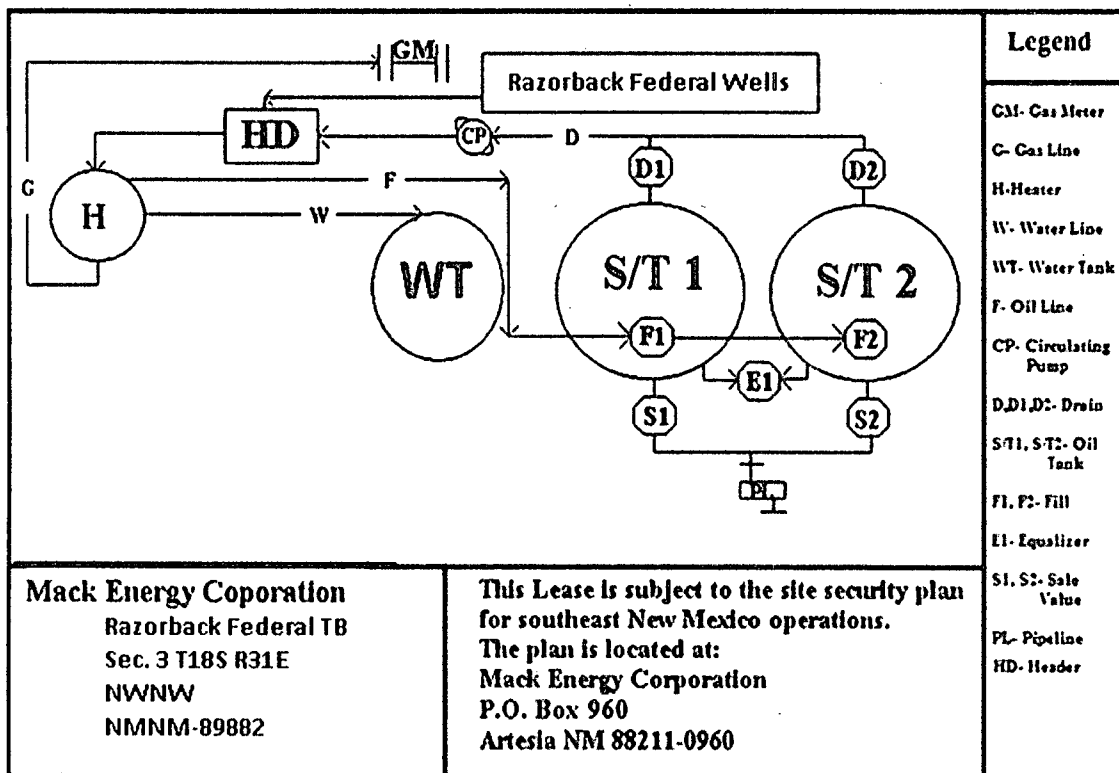 GM
Razorback Federal Wells
HD
CP
D
D1
D2
G
F
H
W
WT
S/T 1
S/T 2
F1
F2
E1
S1
S2
PL
Legend
GM- Gas Meter
G- Gas Line
H-Heater
W- Water Line
WT- Water Tank
F- Oil Line
CP- Circulating
Pump
D,D1,D2- Drain
S/T1, S/T2- Oil
Tank
F1, F2- Fill
E1- Equalizer
S1, S2- Sale
Value
PL- Pipeline
HD- Header
Mack Energy Coporation
Razorback Federal TB
Sec. 3 T18S R31E
NWNW
NMNM-89882
This Lease is subject to the site security plan
for southeast New Mexico operations.
The plan is located at:
Mack Energy Corporation
P.O. Box 960
Artesia NM 88211-0960